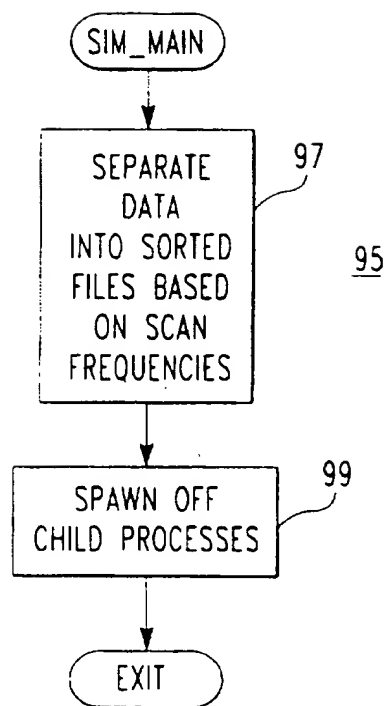 SIM_MAIN
SEPARATE
DATA
INTO SORTED
FILES BASED
ON SCAN
FREQUENCIES
97
95
SPAWN OFF
CHILD PROCESSES
99
EXIT